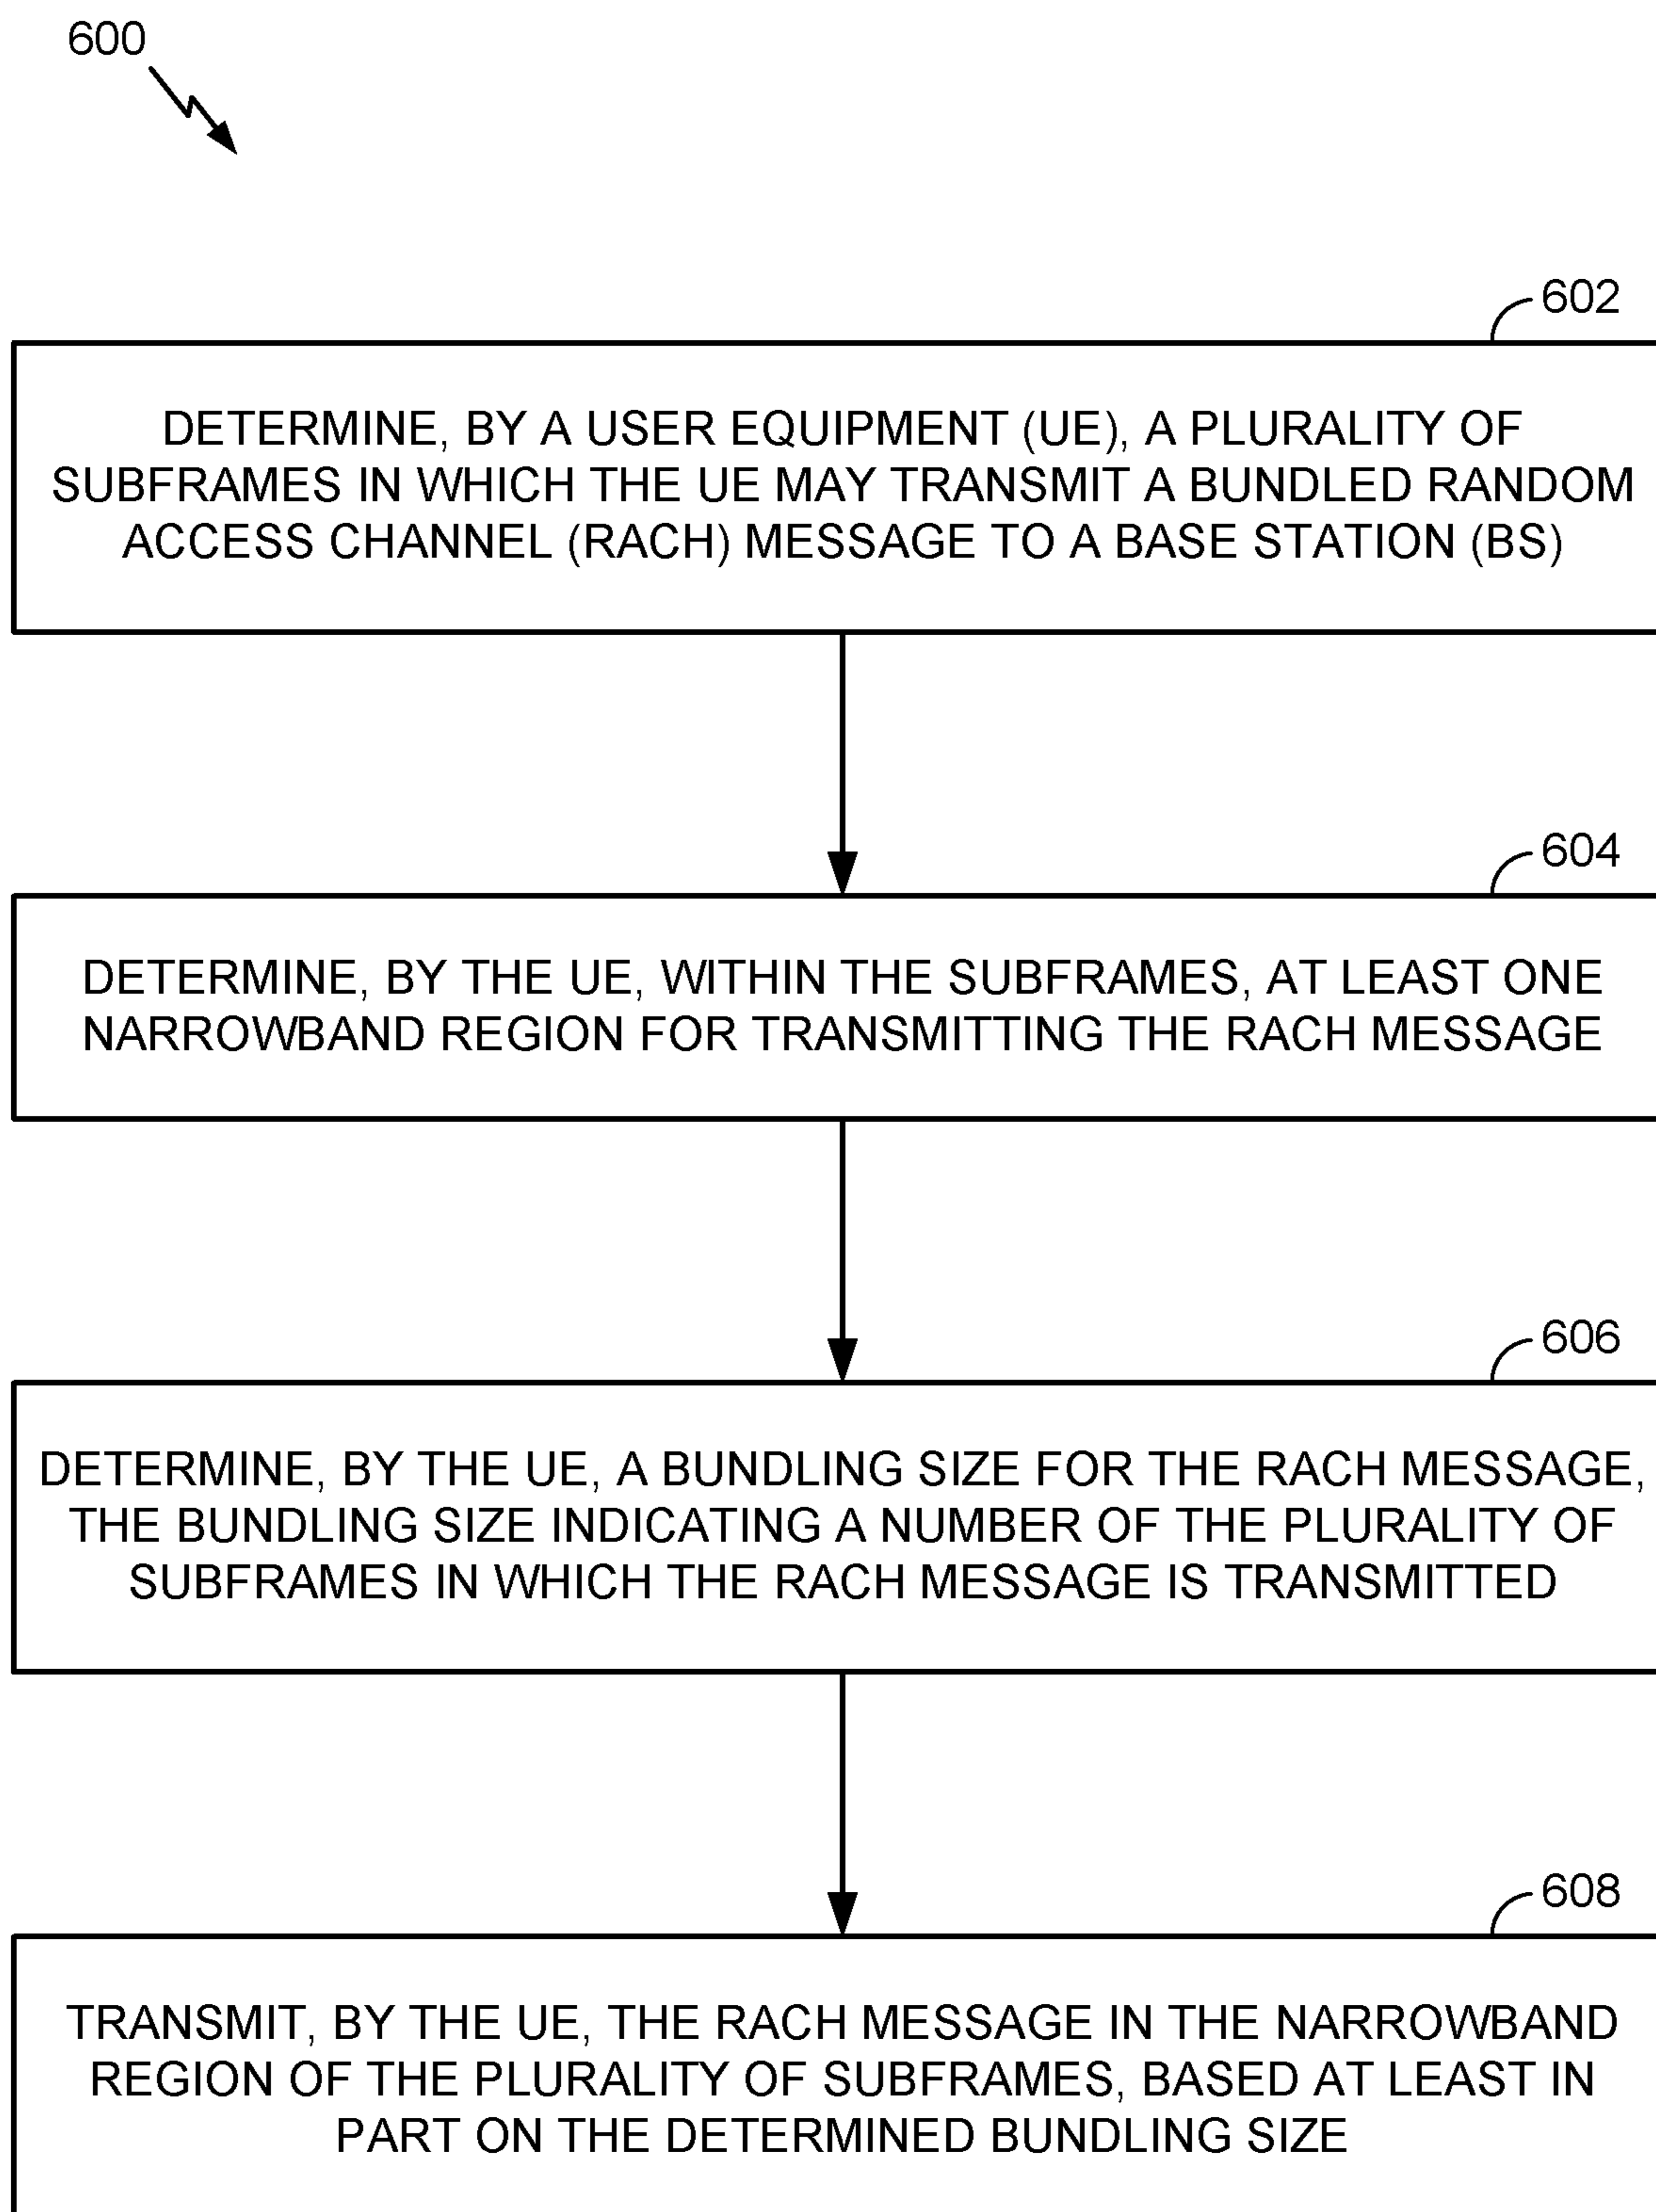 600
602
DETERMINE, BY A USER EQUIPMENT (UE), A PLURALITY OF
SUBFRAMES IN WHICH THE UE MAY TRANSMIT A BUNDLED RANDOM
ACCESS CHANNEL (RACH) MESSAGE TO A BASE STATION (BS)
604
DETERMINE, BY THE UE, WITHIN THE SUBFRAMES, AT LEAST ONE
NARROWBAND REGION FOR TRANSMITTING THE RACH MESSAGE
606
DETERMINE, BY THE UE, A BUNDLING SIZE FOR THE RACH MESSAGE,
THE BUNDLING SIZE INDICATING A NUMBER OF THE PLURALITY OF
SUBFRAMES IN WHICH THE RACH MESSAGE IS TRANSMITTED
608
TRANSMIT, BY THE UE, THE RACH MESSAGE IN THE NARROWBAND
REGION OF THE PLURALITY OF SUBFRAMES, BASED AT LEAST IN
PART ON THE DETERMINED BUNDLING SIZE